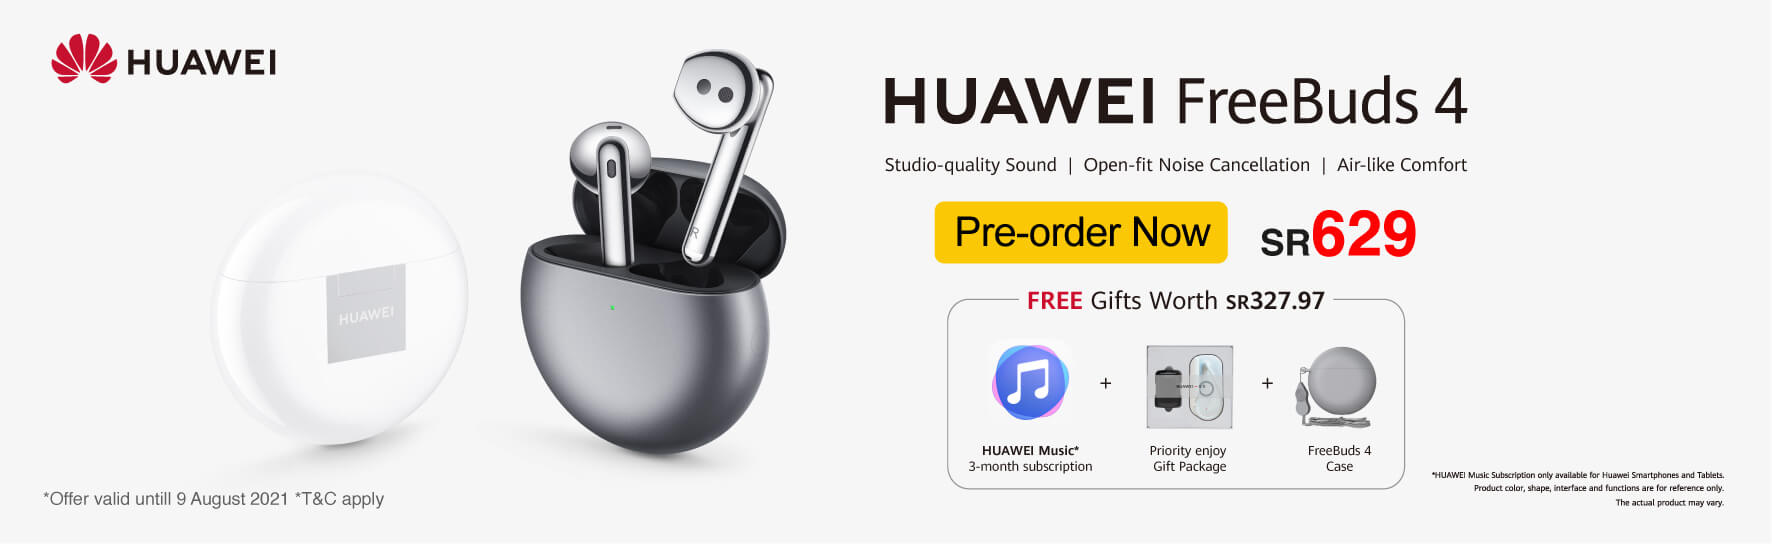 HUAWEI
HUAWEI FreeBuds 4
Studio-quality Sound | Open-fit Noise Cancellation | Air-like Comfort
Pre-order Now SR629
FREE Gifts Worth SR327.97
HUAWEI
R
+ +
HUAWEI Music*
3-month subscription
Priority enjoy
Gift Package
FreeBuds 4
Case
*HUAWEI Music Subscription only available for Huawei Smartphones and Tablets.
Product color, shape, interface and functions are for reference only.
The actual product may vary.
*Offer valid untill 9 August 2021 *T&C apply